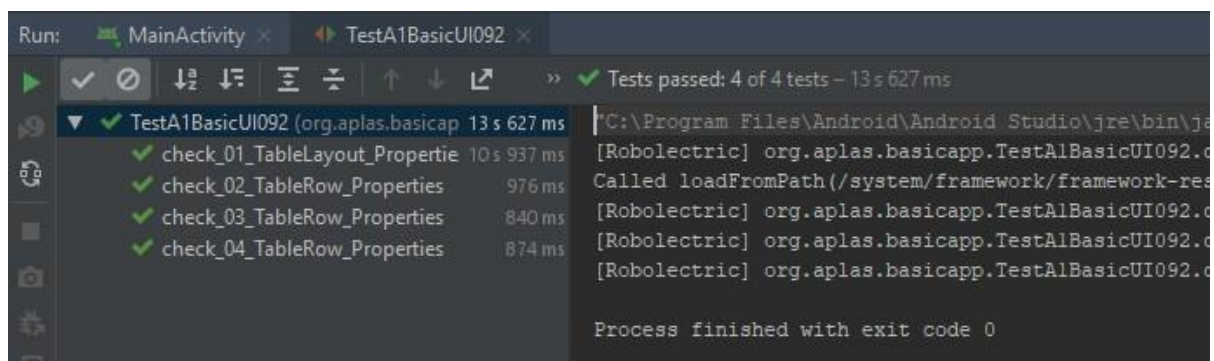 Run: MainActivity × TestA1BasicUI092 ×
» Tests passed: 4 of 4 tests – 13 s 627 ms
TestA1BasicUI092 (org.aplas.basicap 13 s 627 ms
check_01_TableLayout_Propertie 10 s 937 ms
check_02_TableRow_Properties 976 ms
check_03_TableRow_Properties 840 ms
check_04_TableRow_Properties 874 ms
"C:\Program Files\Android\Android Studio\jre\bin\ja
[Robolectric] org.aplas.basicapp.TestA1BasicUI092.c
Called loadFromPath(/system/framework/framework-res
[Robolectric] org.aplas.basicapp.TestA1BasicUI092.c
[Robolectric] org.aplas.basicapp.TestA1BasicUI092.c
[Robolectric] org.aplas.basicapp.TestA1BasicUI092.c
Process finished with exit code 0